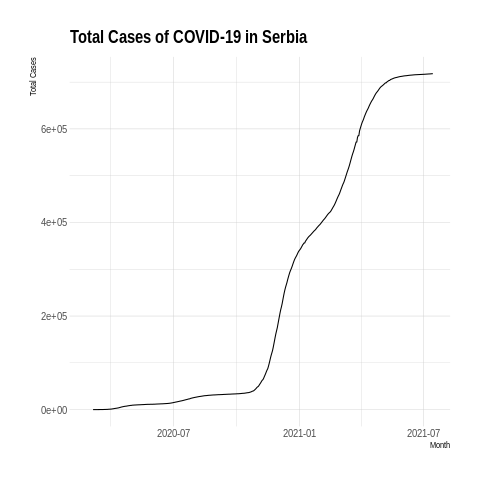 Total Cases of COVID-19 in Serbia
Total Cases
6e+05
4e+05
2e+05
0e+00
2020-07 2021-01 2021-07
Month